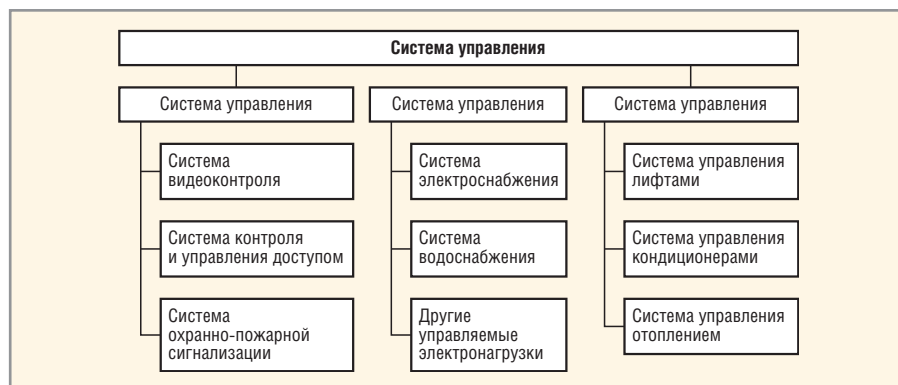 Система управления
Система управления
Система
видеоконтроля
Система контроля
и управления доступом
Система
охранно-пожарной
сигнализации
Система управления
Система
электроснабжения
Система
водоснабжения
Другие
управляемые
электронагрузки
Система управления
Система управления
лифтами
Система управления
кондиционерами
Система управления
отоплением